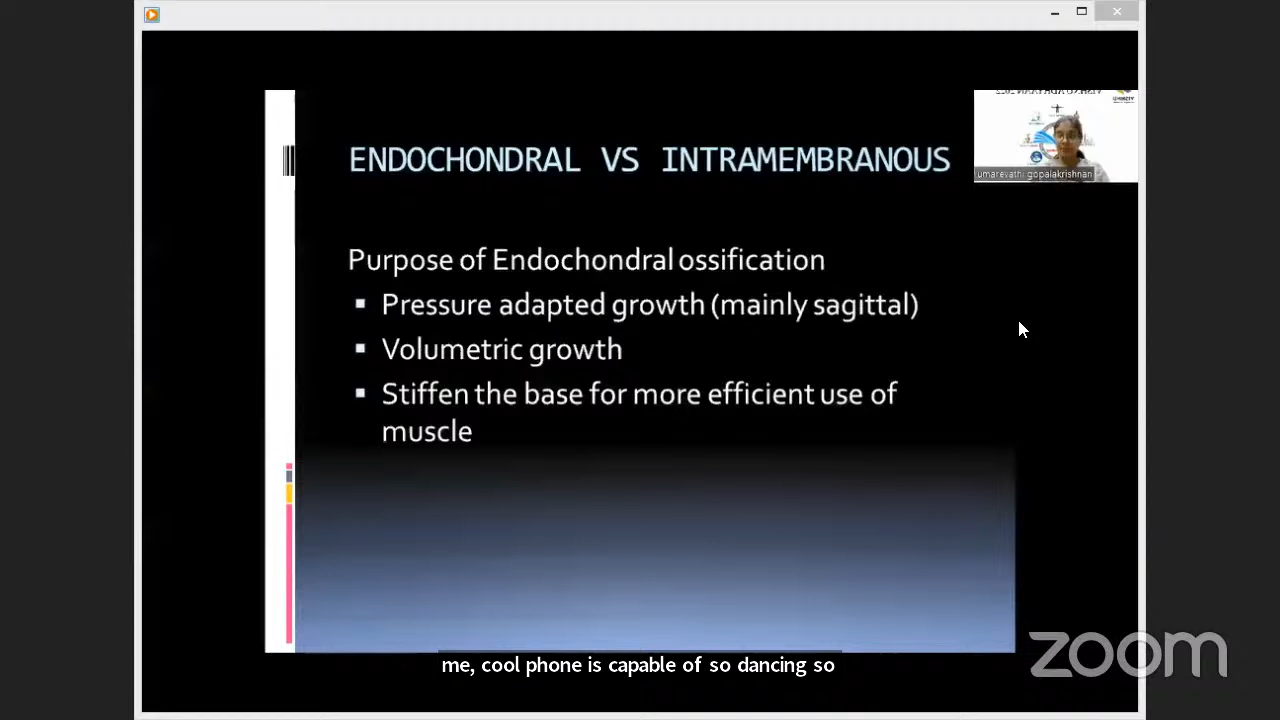 ENDOCHONDRAL VS INTRAMEMBRANOUS
umarevathi gopalakrishnan
Purpose of Endochondral ossification
▪ Pressure adapted growth (mainly sagittal)
▪ Volumetric growth
▪ Stiffen the base for more efficient use of
muscle
me, cool phone is capable of so dancing so
zoom